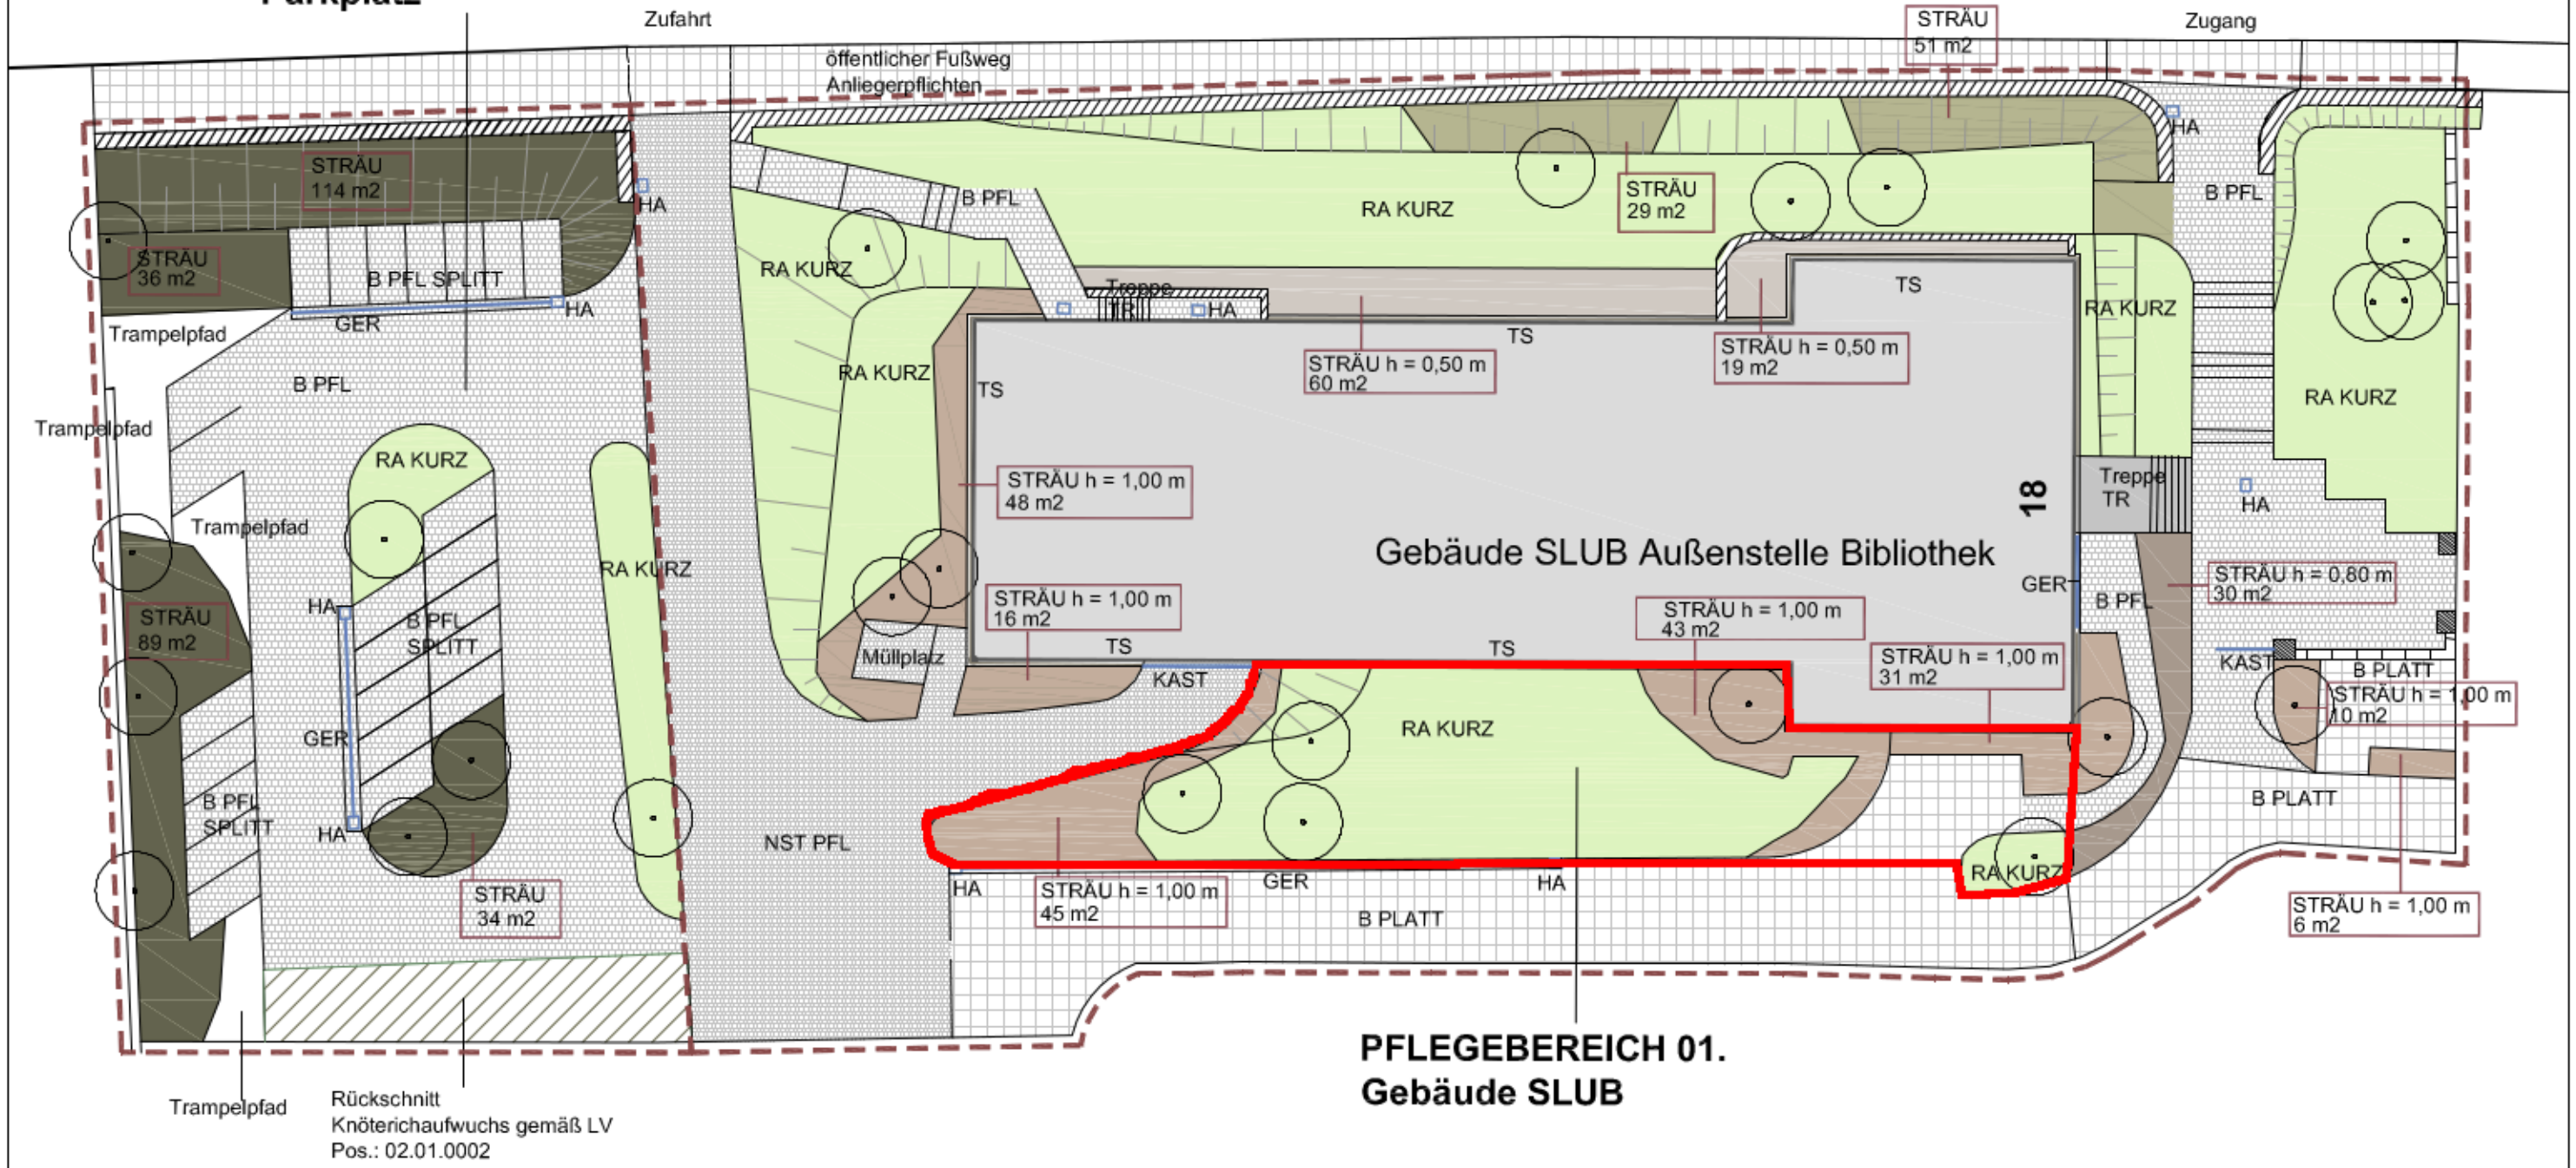 Parkplatz
Zufahrt
öffentlicher Fußweg
Anliegerpflichten
STRÄU
51 m2
Zugang
STRÄU
114 m2
HA
B PFL
RA KURZ
STRÄU
29 m2
HA
B PFL
STRÄU
36 m2
B PFL SPLITT
HA
GER
Trampelpfad
RA KURZ
Treppe
TR
HA
TS
TS
RA KURZ
B PFL
Trampelpfad
RA KURZ
TS
STRÄU h = 0,50 m
60 m2
STRÄU h = 0,50 m
19 m2
RA KURZ
RA KURZ
STRÄU h = 1,00 m
48 m2
18
Treppe
TR
HA
Trampelpfad
RA KURZ
Gebäude SLUB Außenstelle Bibliothek
GER
B PFL
STRÄU h = 0,80 m
30 m2
HA
B PFL
SPLITT
STRÄU
89 m2
STRÄU h = 1,00 m
16 m2
STRÄU h = 1,00 m
43 m2
Müllplatz
TS
TS
STRÄU h = 1,00 m
31 m2
KAST
KAST
B PLATT
STRÄU h = 1,00 m
10 m2
GER
RA KURZ
B PFL
SPLITT
HA
NST PFL
B PLATT
STRÄU
34 m2
HA
STRÄU h = 1,00 m
45 m2
GER
HA
B PLATT
RA KURZ
STRÄU h = 1,00 m
6 m2
PFLEGEBEREICH 01.
Gebäude SLUB
Trampelpfad
Rückschnitt
Knöterichaufwuchs gemäß LV
Pos.: 02.01.0002